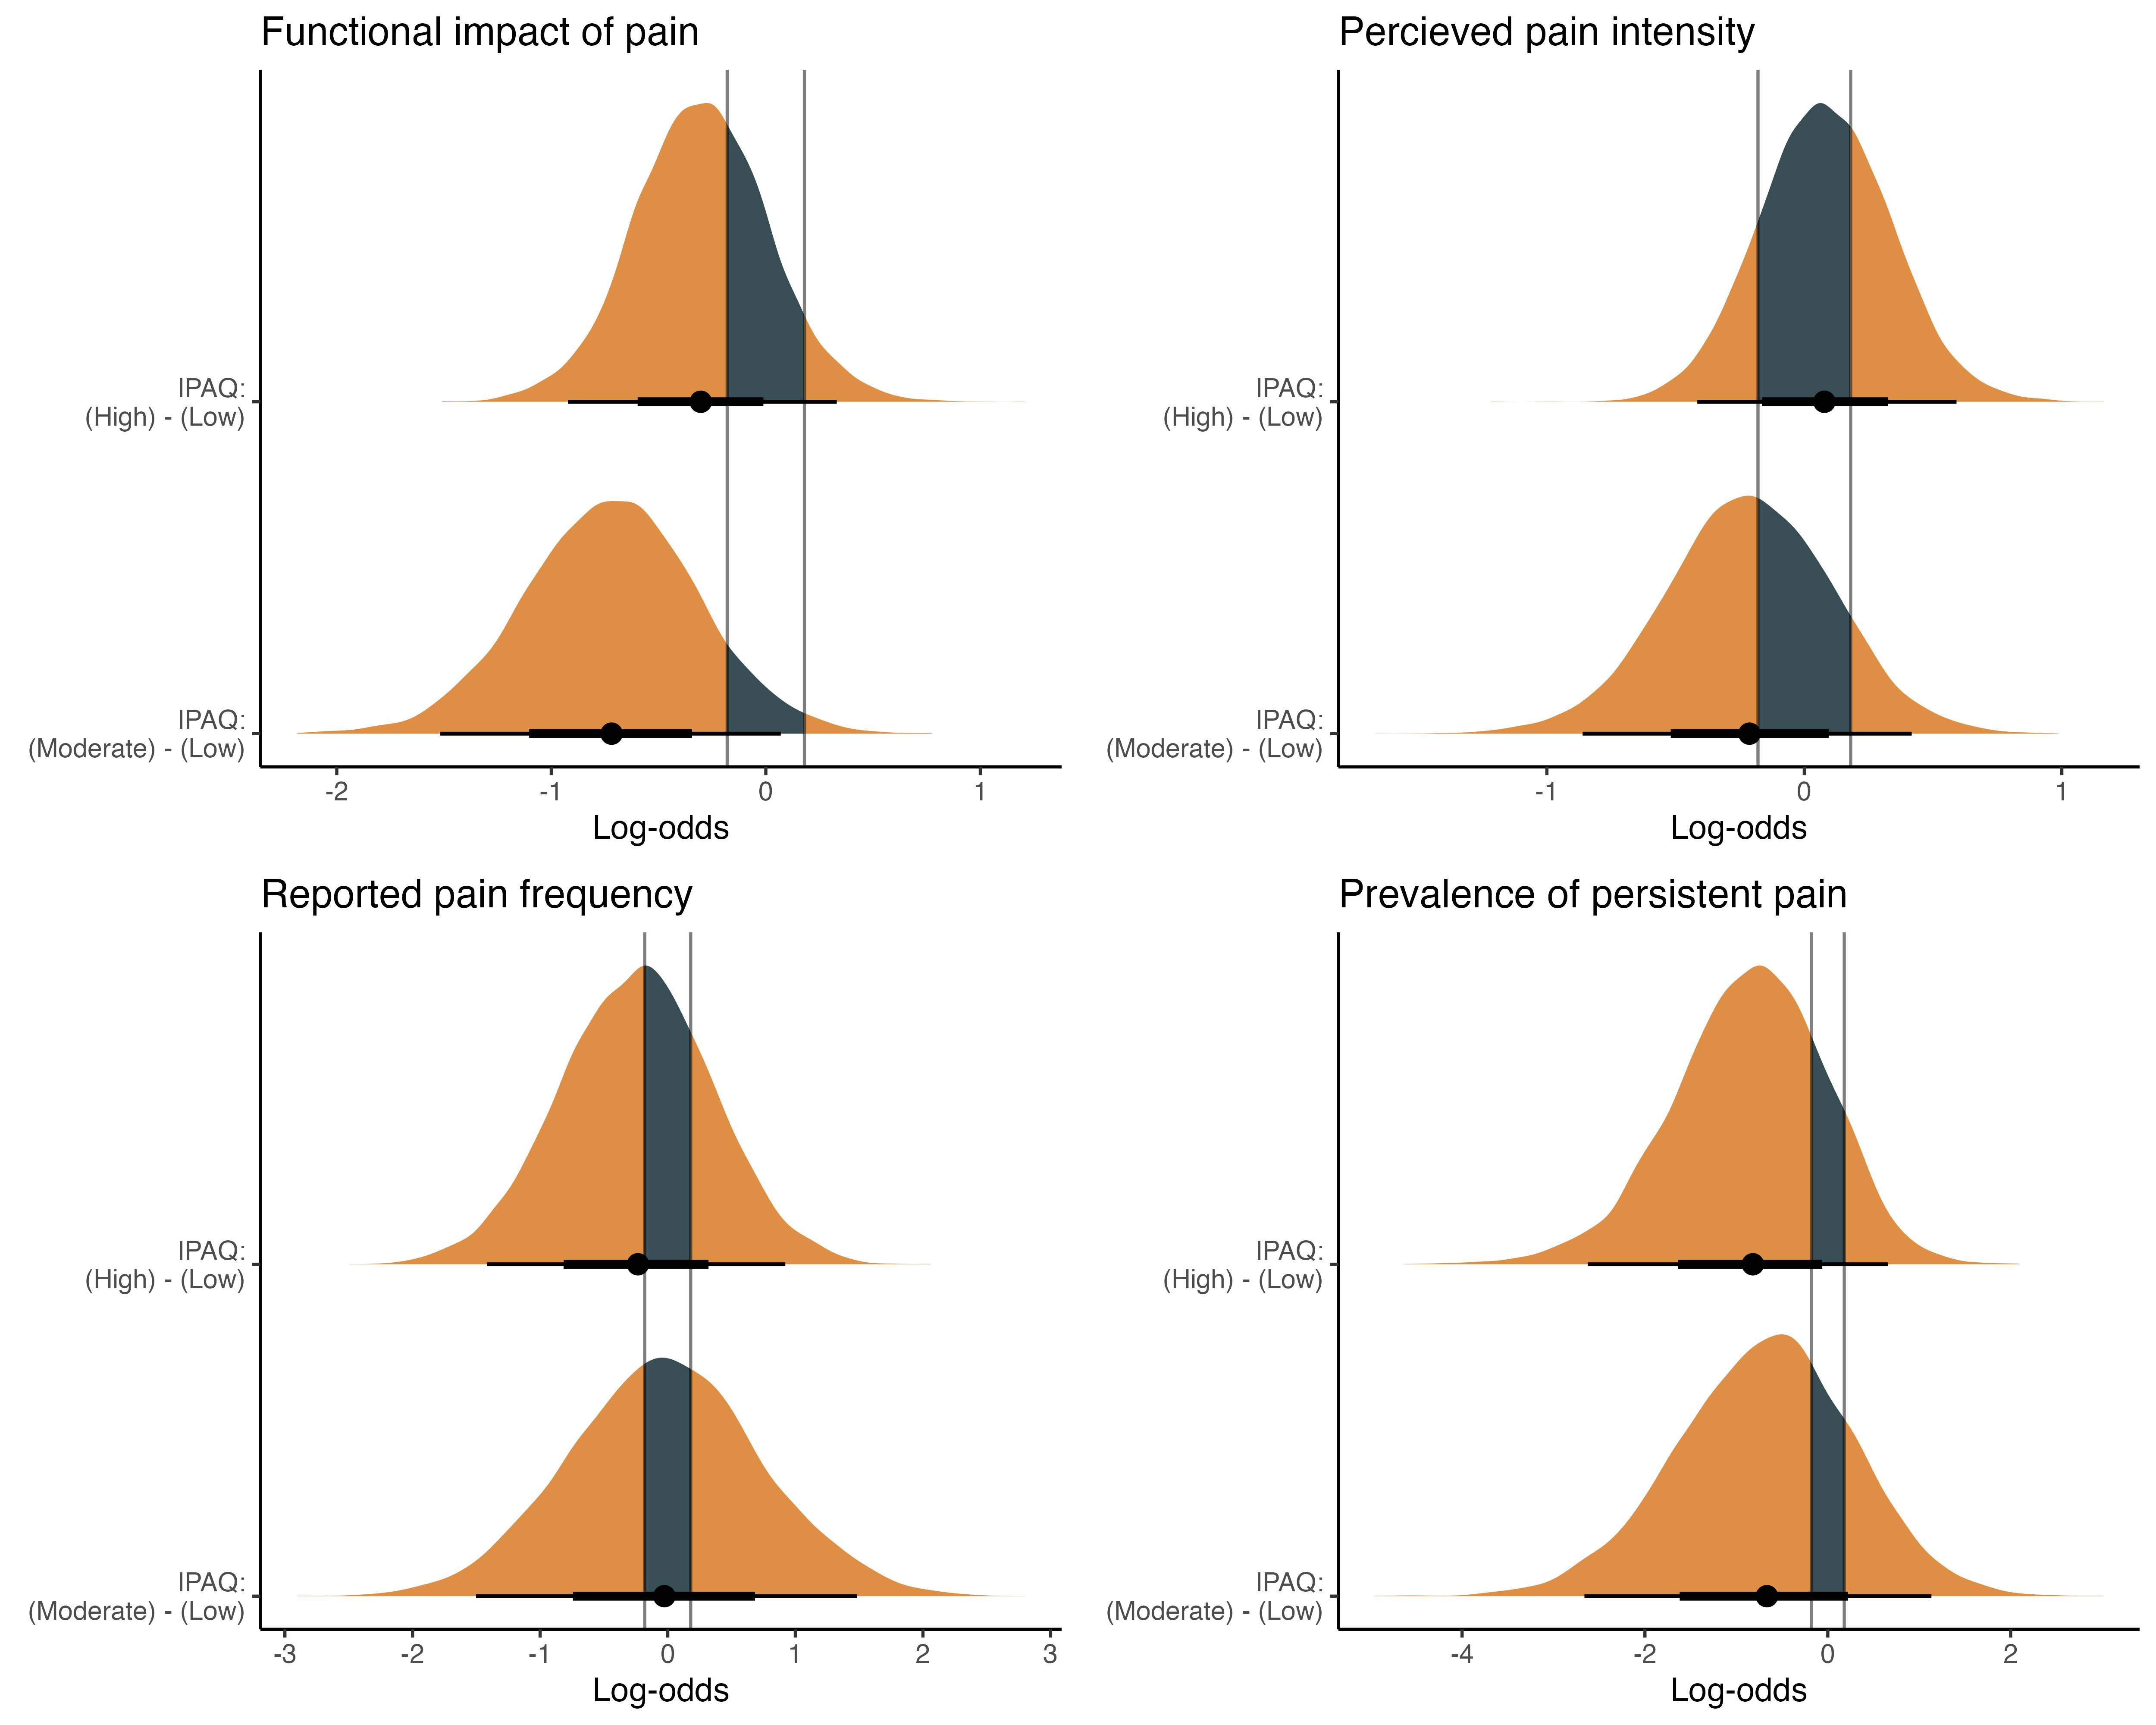 Functional impact of pain
IPAQ:
(High) - (Low)
IPAQ:
(Moderate) - (Low)
-2 -1 0 1
Log-odds
Percieved pain intensity
IPAQ:
(High) - (Low)
IPAQ:
(Moderate) - (Low)
-1 0 1
Log-odds
Reported pain frequency
IPAQ:
(High) - (Low)
IPAQ:
(Moderate) - (Low)
-3 -2 -1 0 1 2 3
Log-odds
Prevalence of persistent pain
IPAQ:
(High) - (Low)
IPAQ:
(Moderate) - (Low)
-4 -2 0 2
Log-odds